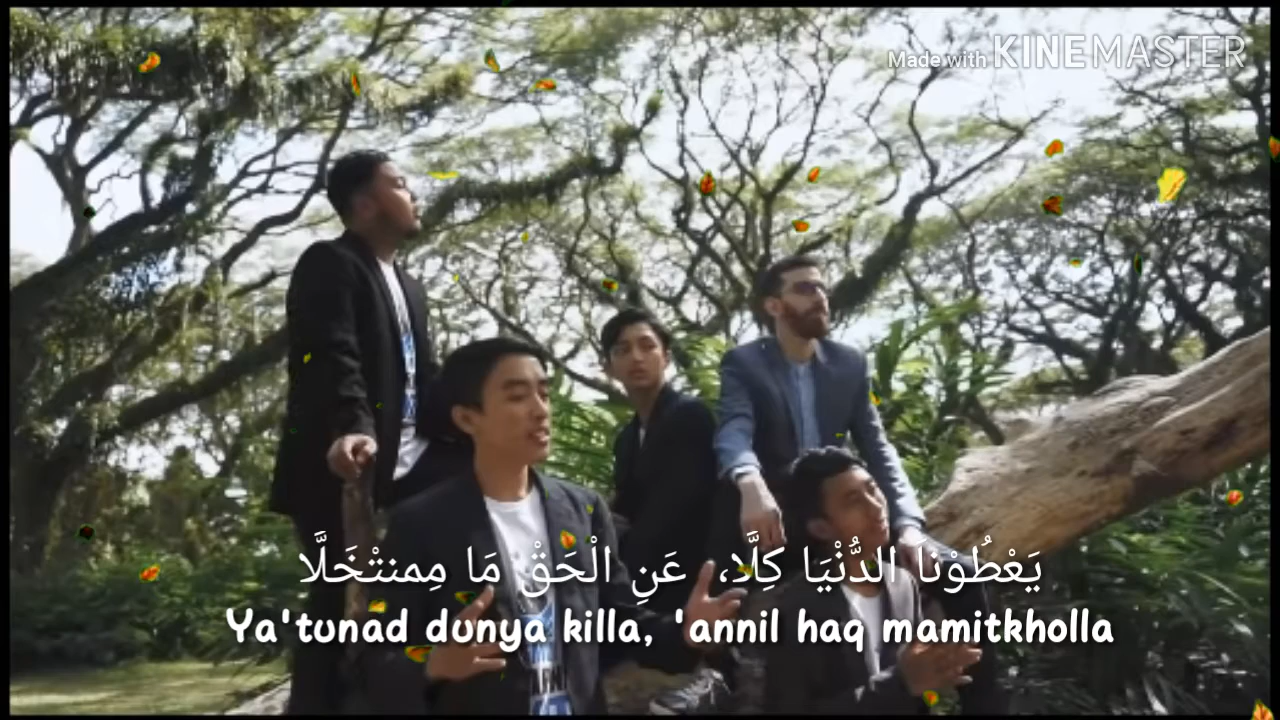 Made with KINEMASTER
يَعْطُوْنا الدُّنْيَا كِلَّا، عَنِ الْحَقْ مَا مِمنتْخَلَّا
Ya'tunad dunya killa, 'annil haq mamitkholla